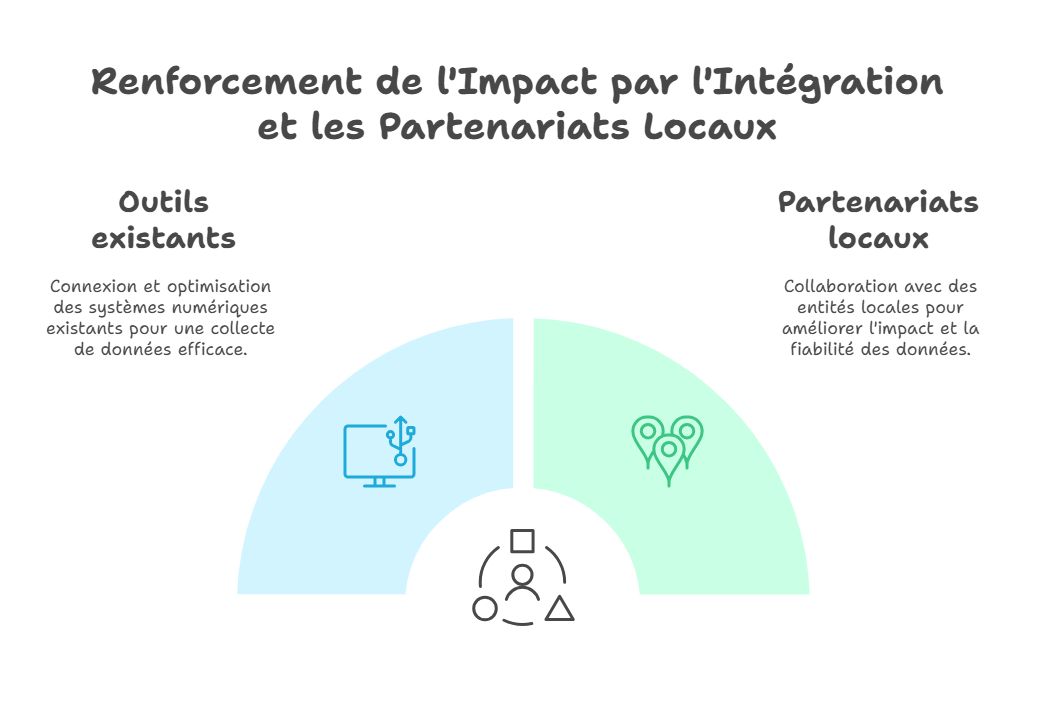 Renforcement de l'Impact par l'Intégration
et les Partenariats Locaux
Outils
existants
Connexion et optimisation
des systèmes numériques
existants pour une collecte
de données efficace.
Partenariats
locaux
Collaboration avec des
entités locales pour
améliorer l'impact et la
fiabilité des données.